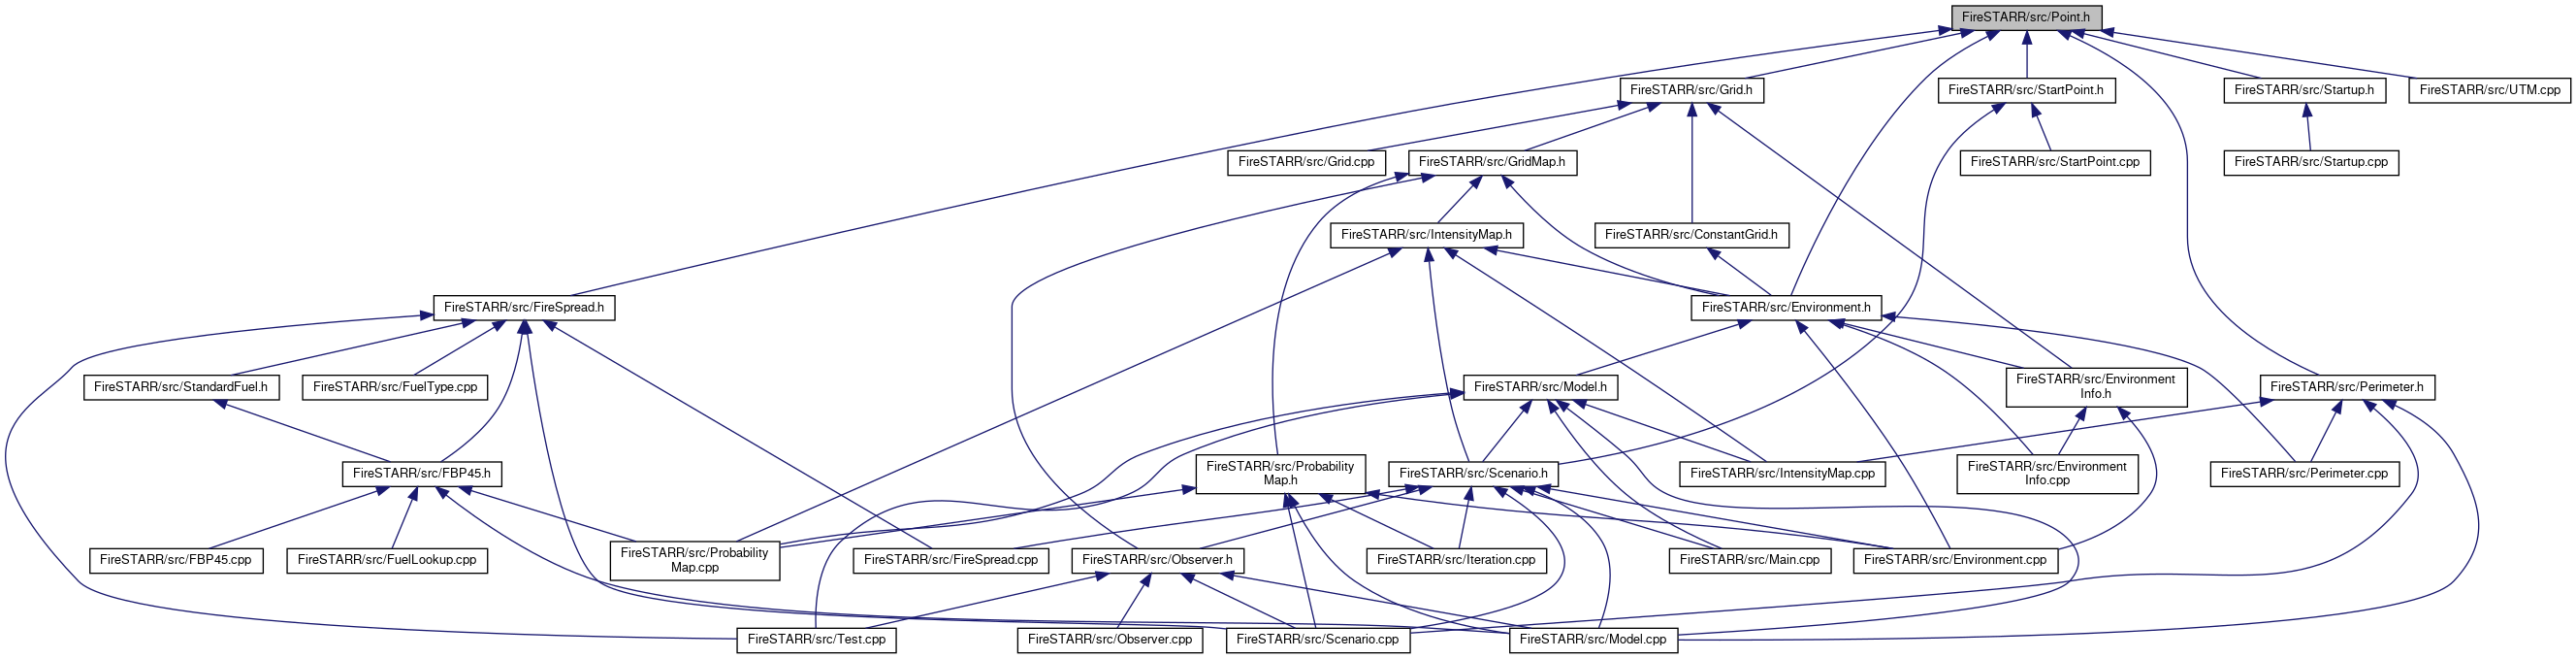 FireSTARR/src/Point.h
FireSTARR/src/Grid.h
FireSTARR/src/StartPoint.h
FireSTARR/src/Startup.h
FireSTARR/src/UTM.cpp
FireSTARR/src/Grid.cpp
FireSTARR/src/GridMap.h
FireSTARR/src/StartPoint.cpp
FireSTARR/src/Startup.cpp
FireSTARR/src/IntensityMap.h
FireSTARR/src/ConstantGrid.h
FireSTARR/src/FireSpread.h
FireSTARR/src/Environment.h
FireSTARR/src/StandardFuel.h
FireSTARR/src/FuelType.cpp
FireSTARR/src/Model.h
FireSTARR/src/Environment
Info.h
FireSTARR/src/Perimeter.h
FireSTARR/src/FBP45.h
FireSTARR/src/Probability
Map.h
FireSTARR/src/Scenario.h
FireSTARR/src/IntensityMap.cpp
FireSTARR/src/Environment
Info.cpp
FireSTARR/src/Perimeter.cpp
FireSTARR/src/FBP45.cpp
FireSTARR/src/FuelLookup.cpp
FireSTARR/src/Probability
Map.cpp
FireSTARR/src/FireSpread.cpp
FireSTARR/src/Observer.h
FireSTARR/src/Iteration.cpp
FireSTARR/src/Main.cpp
FireSTARR/src/Environment.cpp
FireSTARR/src/Test.cpp
FireSTARR/src/Observer.cpp
FireSTARR/src/Scenario.cpp
FireSTARR/src/Model.cpp